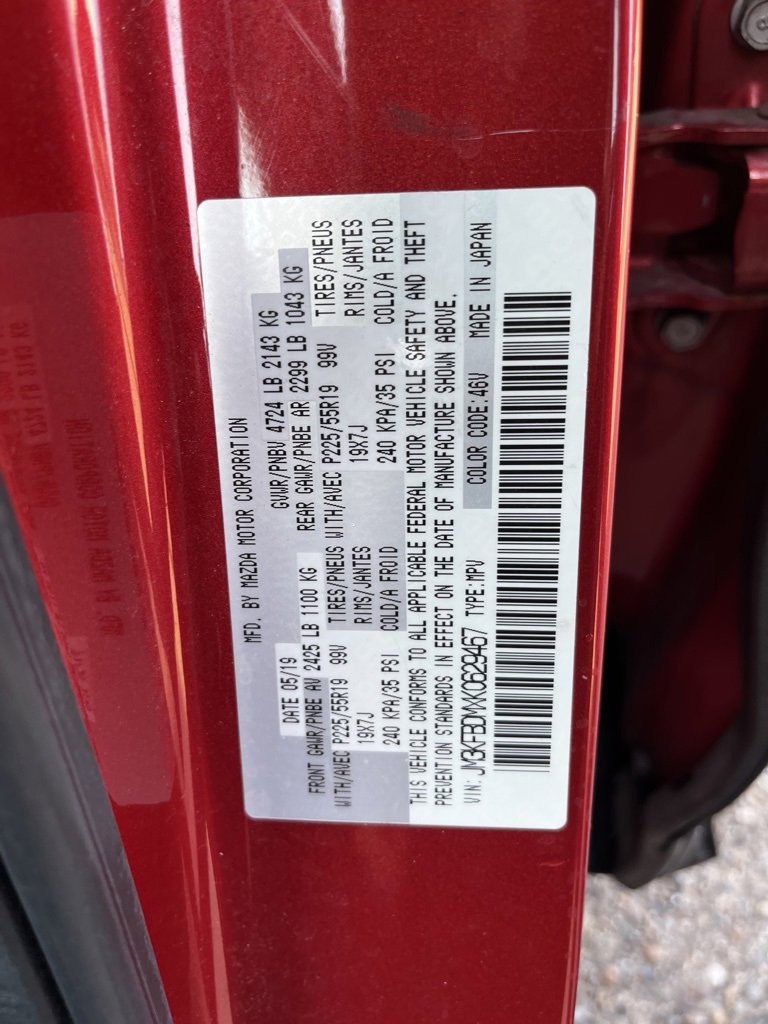 MFD. BY MAZDA MOTOR CORPORATION
DATE 05/19 GVWR/PNBV 4724 LB 2143 KG
FRONT GAWR/PNBE AV 2425 LB 1100 KG REAR GAWR/PNBE AR 2299 LB 1043 KG
WITH/AVEC P225/55R19 99V TIRES/PNEUS WITH/AVEC P225/55R19 99V TIRES/PNEUS
19X7J RIMS/JANTES 19X7J RIMS/JANTES
240 KPA/35 PSI COLD/A FROID 240 KPA/35 PSI COLD/A FROID
THIS VEHICLE CONFORMS TO ALL APPLICABLE FEDERAL MOTOR VEHICLE SAFETY AND THEFT
PREVENTION STANDARDS IN EFFECT ON THE DATE OF MANUFACTURE SHOWN ABOVE.
VIN: JM3KFBDMXK0629467 TYPE:MPV COLOR CODE:46V MADE IN JAPAN